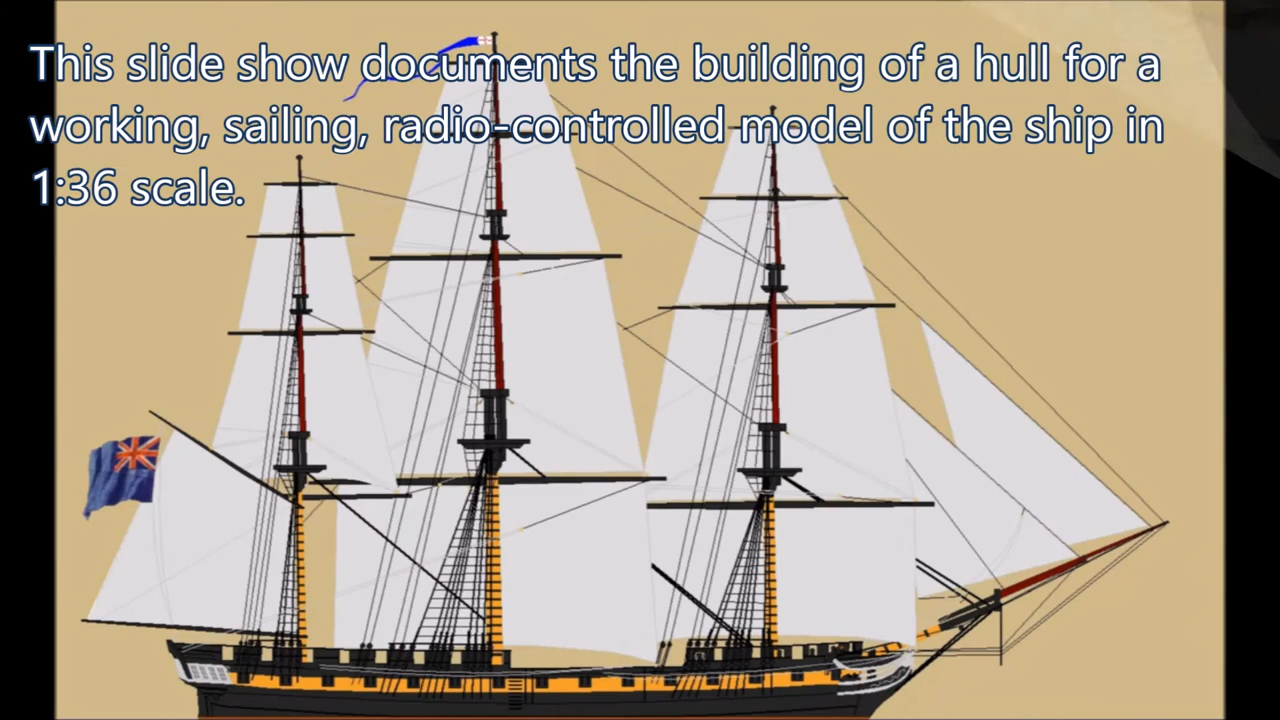 This slide show documents the building of a hull for a
working, sailing, radio-controlled model of the ship in
1:36 scale.